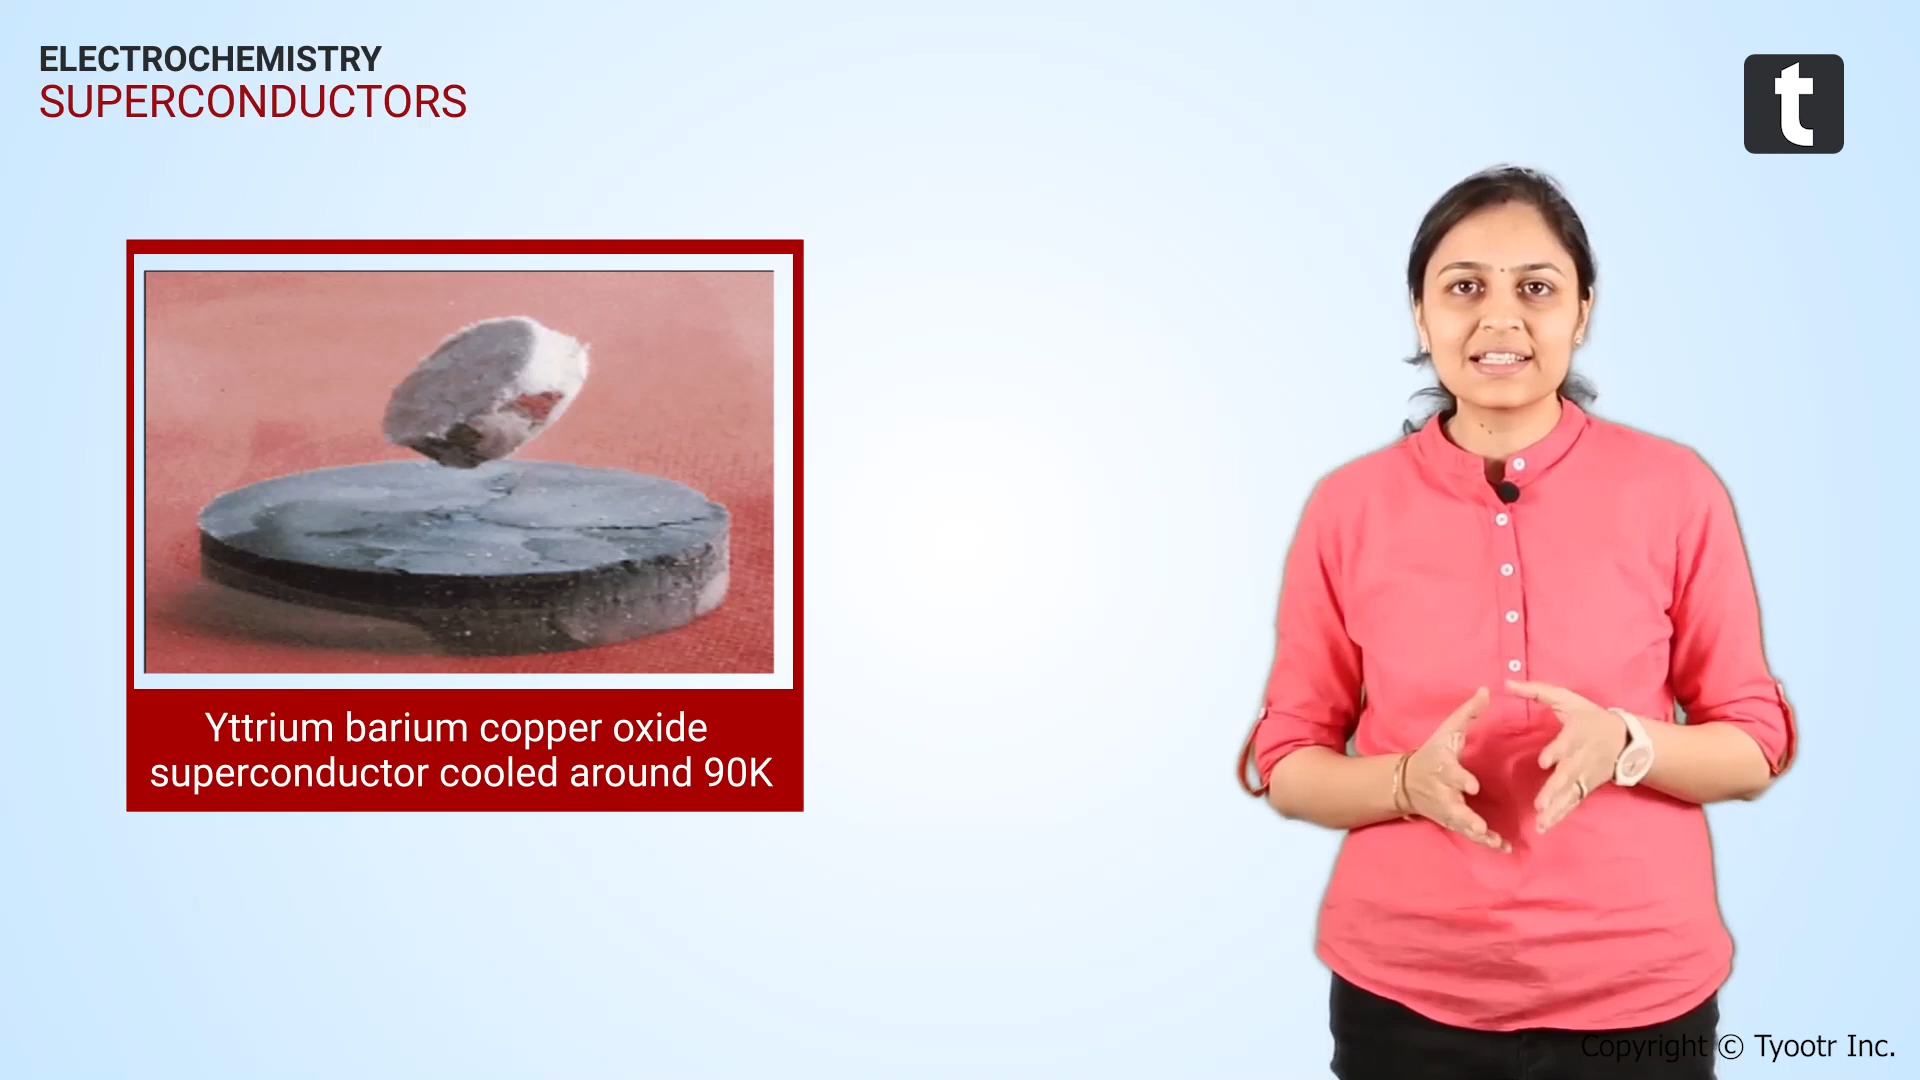 ELECTROCHEMISTRY
SUPERCONDUCTORS
t
Yttrium barium copper oxide
superconductor cooled around 90K
Copyright © Tyootr Inc.